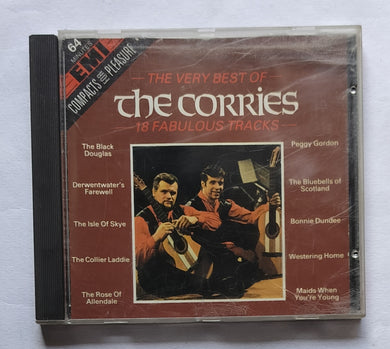 64
MINUTES
EMI
COMPACTS FOR PLEASURE
THE VERY BEST OF
THE CORRIES
18 FABULOUS TRACKS
The Black
Douglas
Derwentwater's
Farewell
The Isle Of Skye
The Collier Laddie
The Rose Of
Allendale
Peggy Gordon
The Bluebells of
Scotland
Bonnie Dundee
Westering Home
Maids When
You're Young